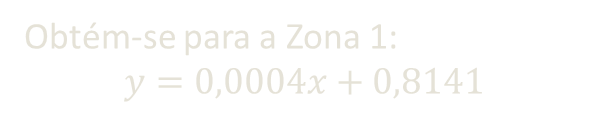 Obtém-se para a Zona 1:
y = 0,0004x + 0,8141